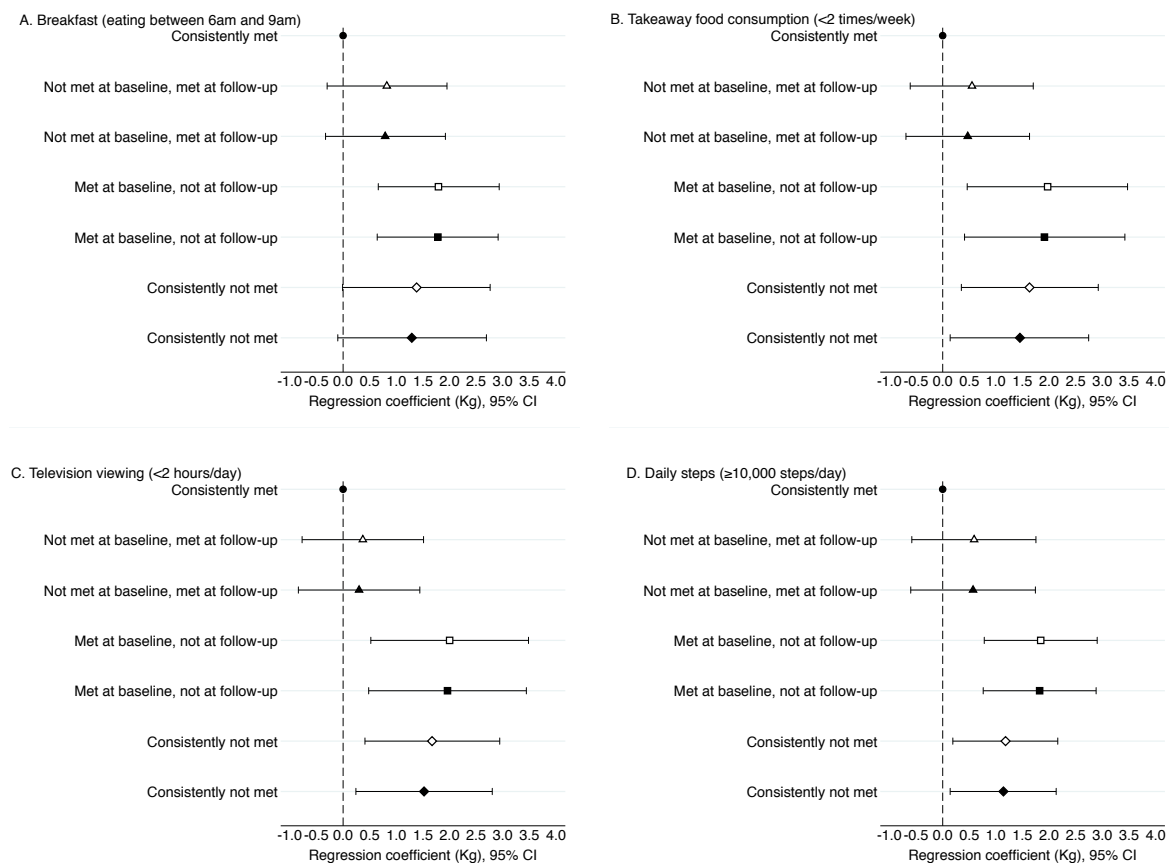 A. Breakfast (eating between 6am and 9am)
Consistently met
Not met at baseline, met at follow-up
Not met at baseline, met at follow-up
Met at baseline, not at follow-up
Met at baseline, not at follow-up
Consistently not met
Consistently not met
-1.0 -0.5 0.0 0.5 1.0 1.5 2.0 2.5 3.0 3.5 4.0
Regression coefficient (Kg), 95% CI
B. Takeaway food consumption (<2 times/week)
Consistently met
Not met at baseline, met at follow-up
Not met at baseline, met at follow-up
Met at baseline, not at follow-up
Met at baseline, not at follow-up
Consistently not met
Consistently not met
-1.0 -0.5 0.0 0.5 1.0 1.5 2.0 2.5 3.0 3.5 4.0
Regression coefficient (Kg), 95% CI
C. Television viewing (<2 hours/day)
Consistently met
Not met at baseline, met at follow-up
Not met at baseline, met at follow-up
Met at baseline, not at follow-up
Met at baseline, not at follow-up
Consistently not met
Consistently not met
-1.0 -0.5 0.0 0.5 1.0 1.5 2.0 2.5 3.0 3.5 4.0
Regression coefficient (Kg), 95% CI
D. Daily steps (≥10,000 steps/day)
Consistently met
Not met at baseline, met at follow-up
Not met at baseline, met at follow-up
Met at baseline, not at follow-up
Met at baseline, not at follow-up
Consistently not met
Consistently not met
-1.0 -0.5 0.0 0.5 1.0 1.5 2.0 2.5 3.0 3.5 4.0
Regression coefficient (Kg), 95% CI